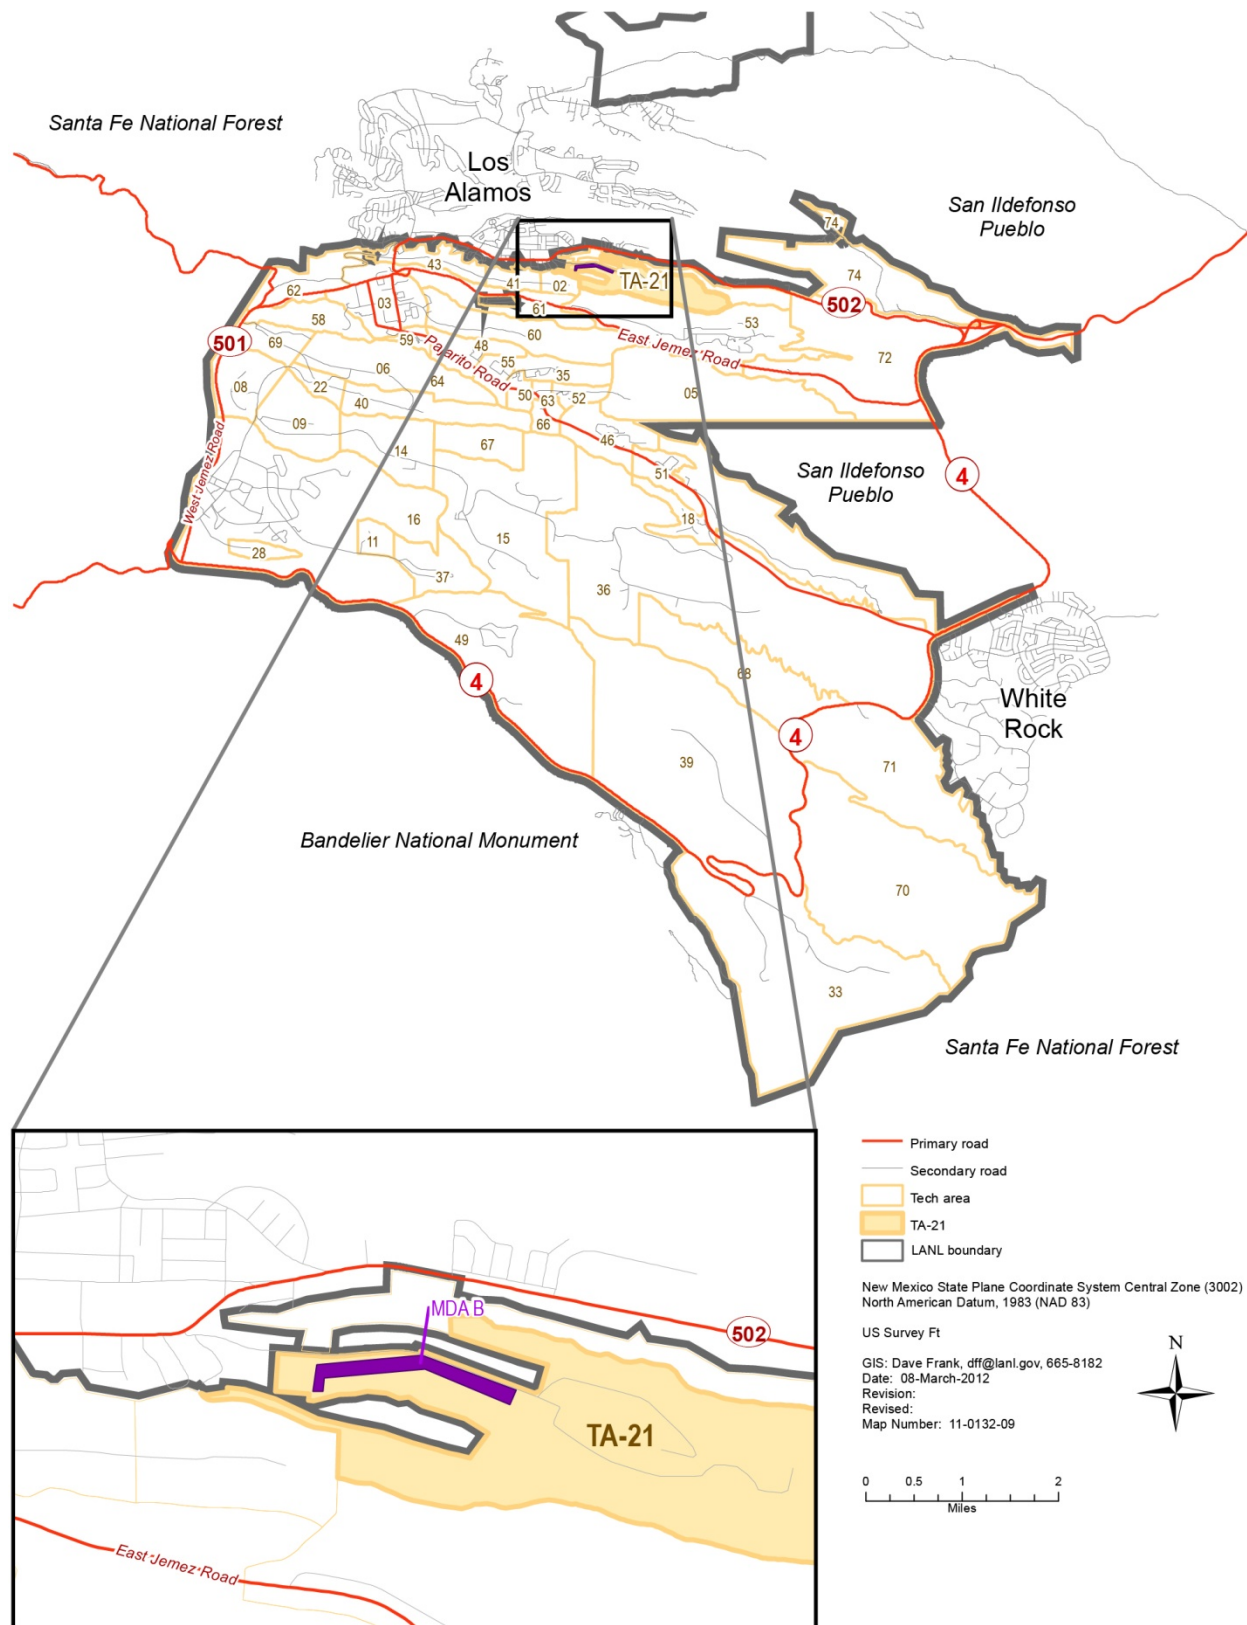 Santa Fe National Forest
Los
Alamos
San Ildefonso
Pueblo
74
74
43
41
02
TA-21
502
62
03
61
53
58
501
59
60
48
East Jemez Road
72
69
Pajarito Road
55
06
35
08
22
64
05
40
50
63
52
09
66
46
67
14
51
San Ildefonso
Pueblo
4
West Jemez Road
16
18
11
15
28
37
36
49
4
68
White
Rock
4
39
71
Bandelier National Monument
70
33
Santa Fe National Forest
MDA B
502
TA-21
East Jemez Road
Primary road
Secondary road
Tech area
TA-21
LANL boundary
New Mexico State Plane Coordinate System Central Zone (3002)
North American Datum, 1983 (NAD 83)
US Survey Ft
GIS: Dave Frank, dff@lanl.gov, 665-8182
Date: 08-March-2012
Revision:
Revised:
Map Number: 11-0132-09
N
0 0.5 1 2
Miles